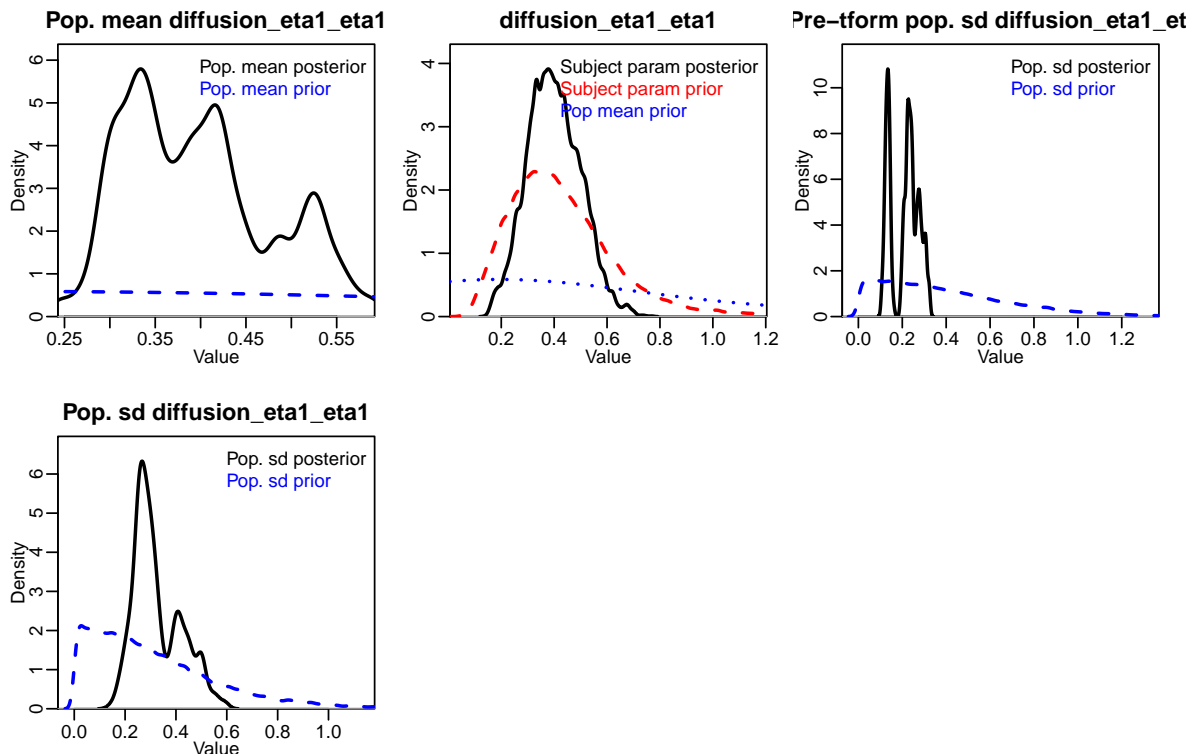 Pop. mean diffusion_eta1_eta1
Density
0 1 2 3 4 5 6
Pop. mean posterior
Pop. mean prior
0.25 0.35 0.45 0.55
Value
diffusion_eta1_eta1
Density
0 1 2 3 4
Subject param posterior
Subject param prior
Pop mean prior
0.2 0.4 0.6 0.8 1.0 1.2
Value
Pre−tform pop. sd diffusion_eta1_et
Density
0 2 4 6 8 10
Pop. sd posterior
Pop. sd prior
0.0 0.2 0.4 0.6 0.8 1.0 1.2
Value
Pop. sd diffusion_eta1_eta1
Density
0 1 2 3 4 5 6
Pop. sd posterior
Pop. sd prior
0.0 0.2 0.4 0.6 0.8 1.0
Value